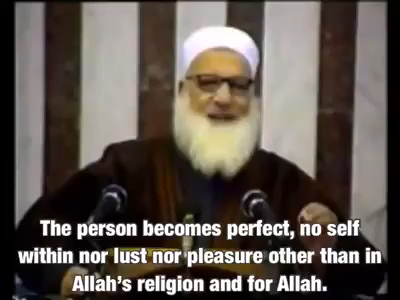 The person becomes perfect, no self
within nor lust nor pleasure other than in
Allah's religion and for Allah.